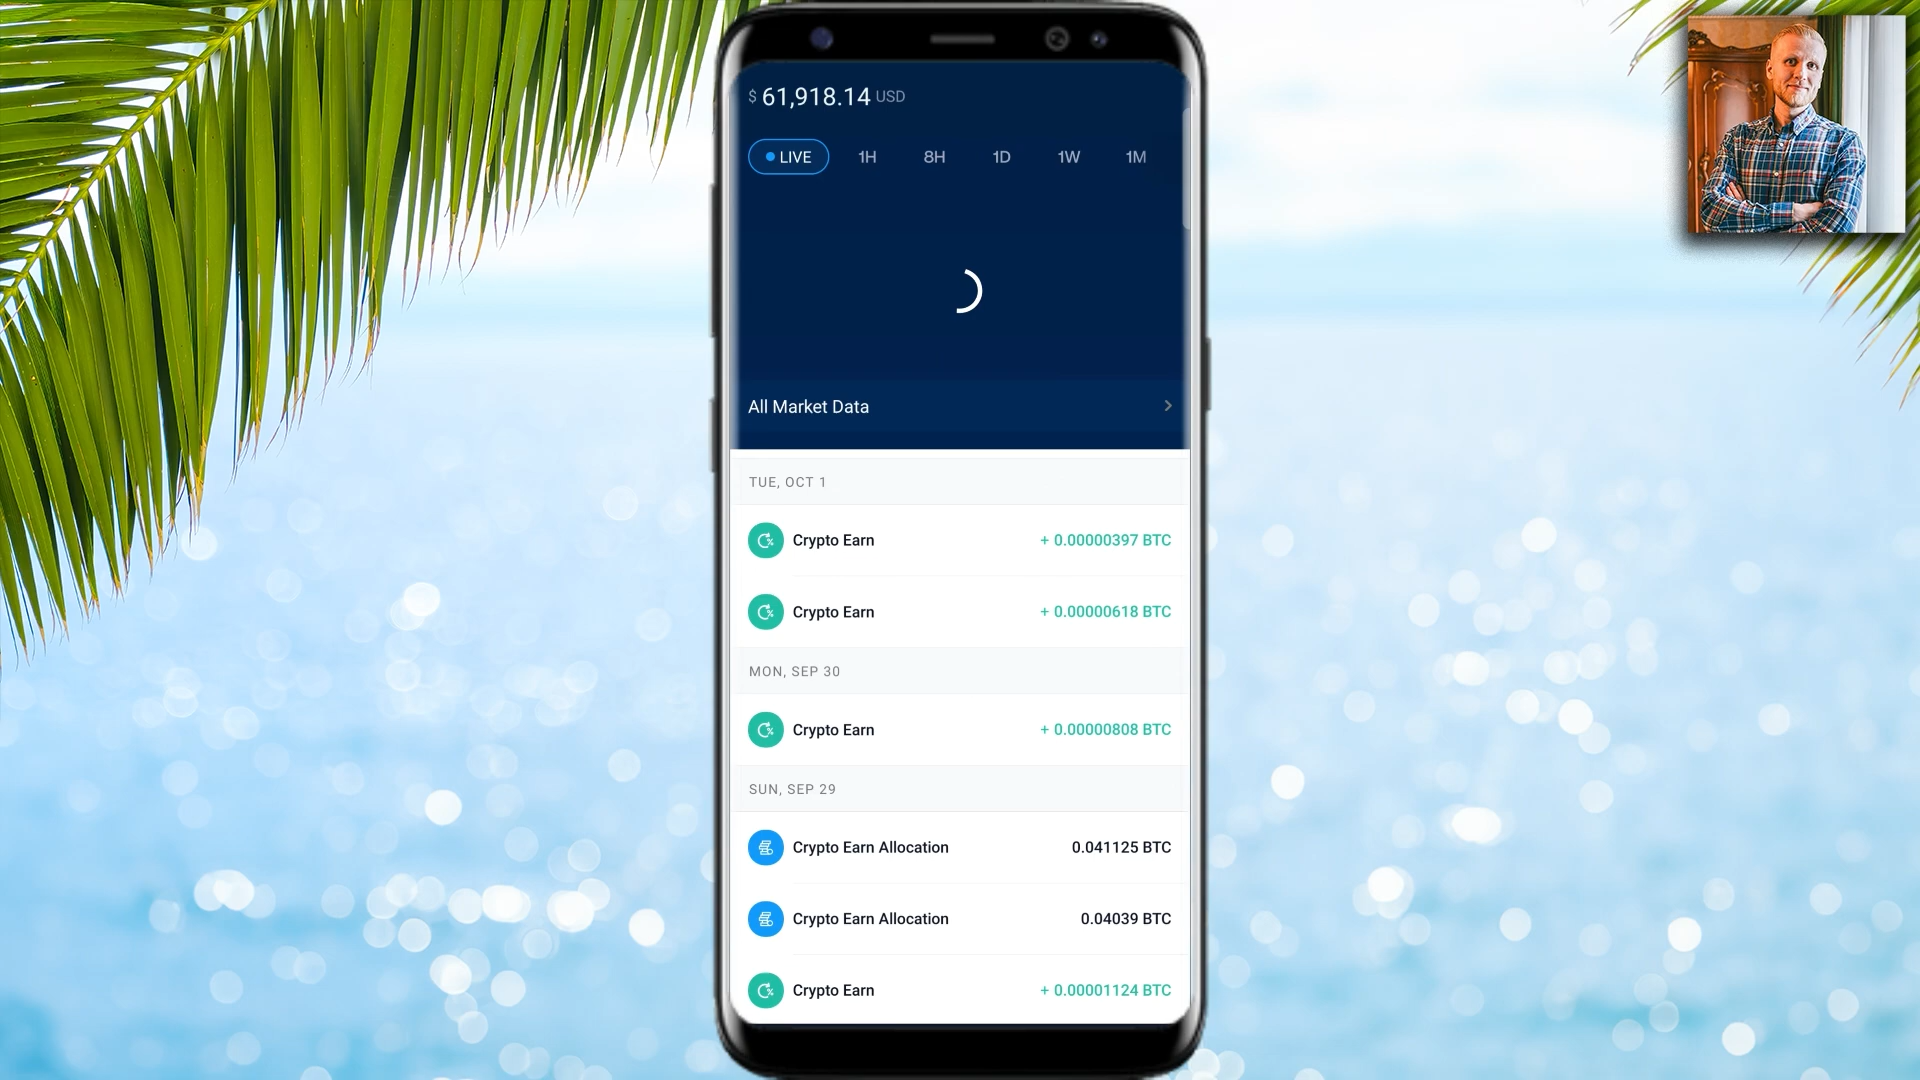 $ 61,918.14 USD
LIVE 1H 8H 1D 1W 1M
All Market Data
TUE, OCT 1
Crypto Earn + 0.00000397 BTC
Crypto Earn + 0.00000618 BTC
MON, SEP 30
Crypto Earn + 0.00000808 BTC
SUN, SEP 29
Crypto Earn Allocation 0.041125 BTC
Crypto Earn Allocation 0.04039 BTC
Crypto Earn + 0.00001124 BTC